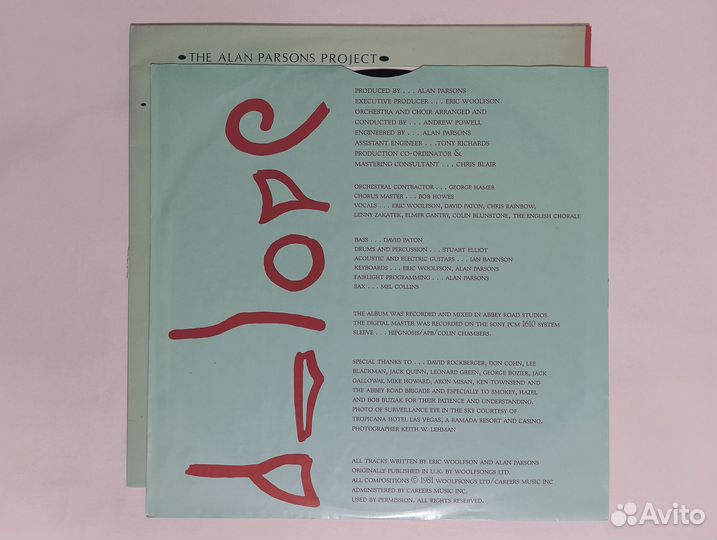 •THE ALAN PARSONS PROJECT•
PRODUCED BY . . . ALAN PARSONS
EXECUTIVE PRODUCER . . . ERIC WOOLFSON
ORCHESTRA AND CHOIR ARRANGED AND
CONDUCTED BY . . . ANDREW POWELL
ENGINEERED BY . . . ALAN PARSONS
ASSISTANT ENGINEER . . .TONY RICHARDS
PRODUCTION CO-ORDINATOR &
MASTERING CONSULTANT . . . CHRIS BLAIR
ORCHESTRAL CONTRACTOR . . . GEORGE HAMER
CHORUS MASTER . . . BOB HOWES
VOCALS . . . ERIC WOOLFSON, DAVID PATON, CHRIS RAINBOW,
LENNY ZAKATEK, ELMER GANTRY, COLIN BLUNSTONE, THE ENGLISH CHORALE
BASS . . . DAVID PATON
DRUMS AND PERCUSSION . . . STUART ELLIOT
ACOUSTIC AND ELECTRIC GUITARS . . . IAN BAIRNSON
KEYBOARDS . . . ERIC WOOLFSON, ALAN PARSONS
FAIRLIGHT PROGRAMMING . . . ALAN PARSONS
SAX . . . MEL COLLINS
THE ALBUM WAS RECORDED AND MIXED IN ABBEY ROAD STUDIOS
THE DIGITAL MASTER WAS RECORDED ON THE SONY PCM 1610 SYSTEM
SLEEVE . . . HIPGNOSIS/APB/COLIN CHAMBERS.
SPECIAL THANKS TO . . . DAVID ROCKBERGER, DON COHN, LEE
BLACKMAN, JACK QUINN, LEONARD GREEN, GEORGE BOZIER, JACK
GALLOWAY, MIKE HOWARD, ARON MISAN, KEN TOWNSEND AND
THE ABBEY ROAD BRIGADE AND ESPECIALLY TO SMOKEY, HAZEL
AND BOB BUZIAK FOR THEIR PATIENCE AND UNDERSTANDING.
PHOTO OF SURVEILLANCE EYE IN THE SKY COURTESY OF
TROPICANA HOTEL LAS VEGAS, A RAMADA RESORT AND CASINO.
PHOTOGRAPHER KEITH W. LEHMAN
ALL TRACKS WRITTEN BY ERIC WOOLFSON AND ALAN PARSONS
ORIGINALLY PUBLISHED IN U.K. BY WOOLFSONGS LTD.
ALL COMPOSITIONS © 1981 WOOLFSONGS LTD/CAREERS MUSIC INC
ADMINISTERED BY CAREERS MUSIC INC.
USED BY PERMISSION. ALL RIGHTS RESERVED.
Avito